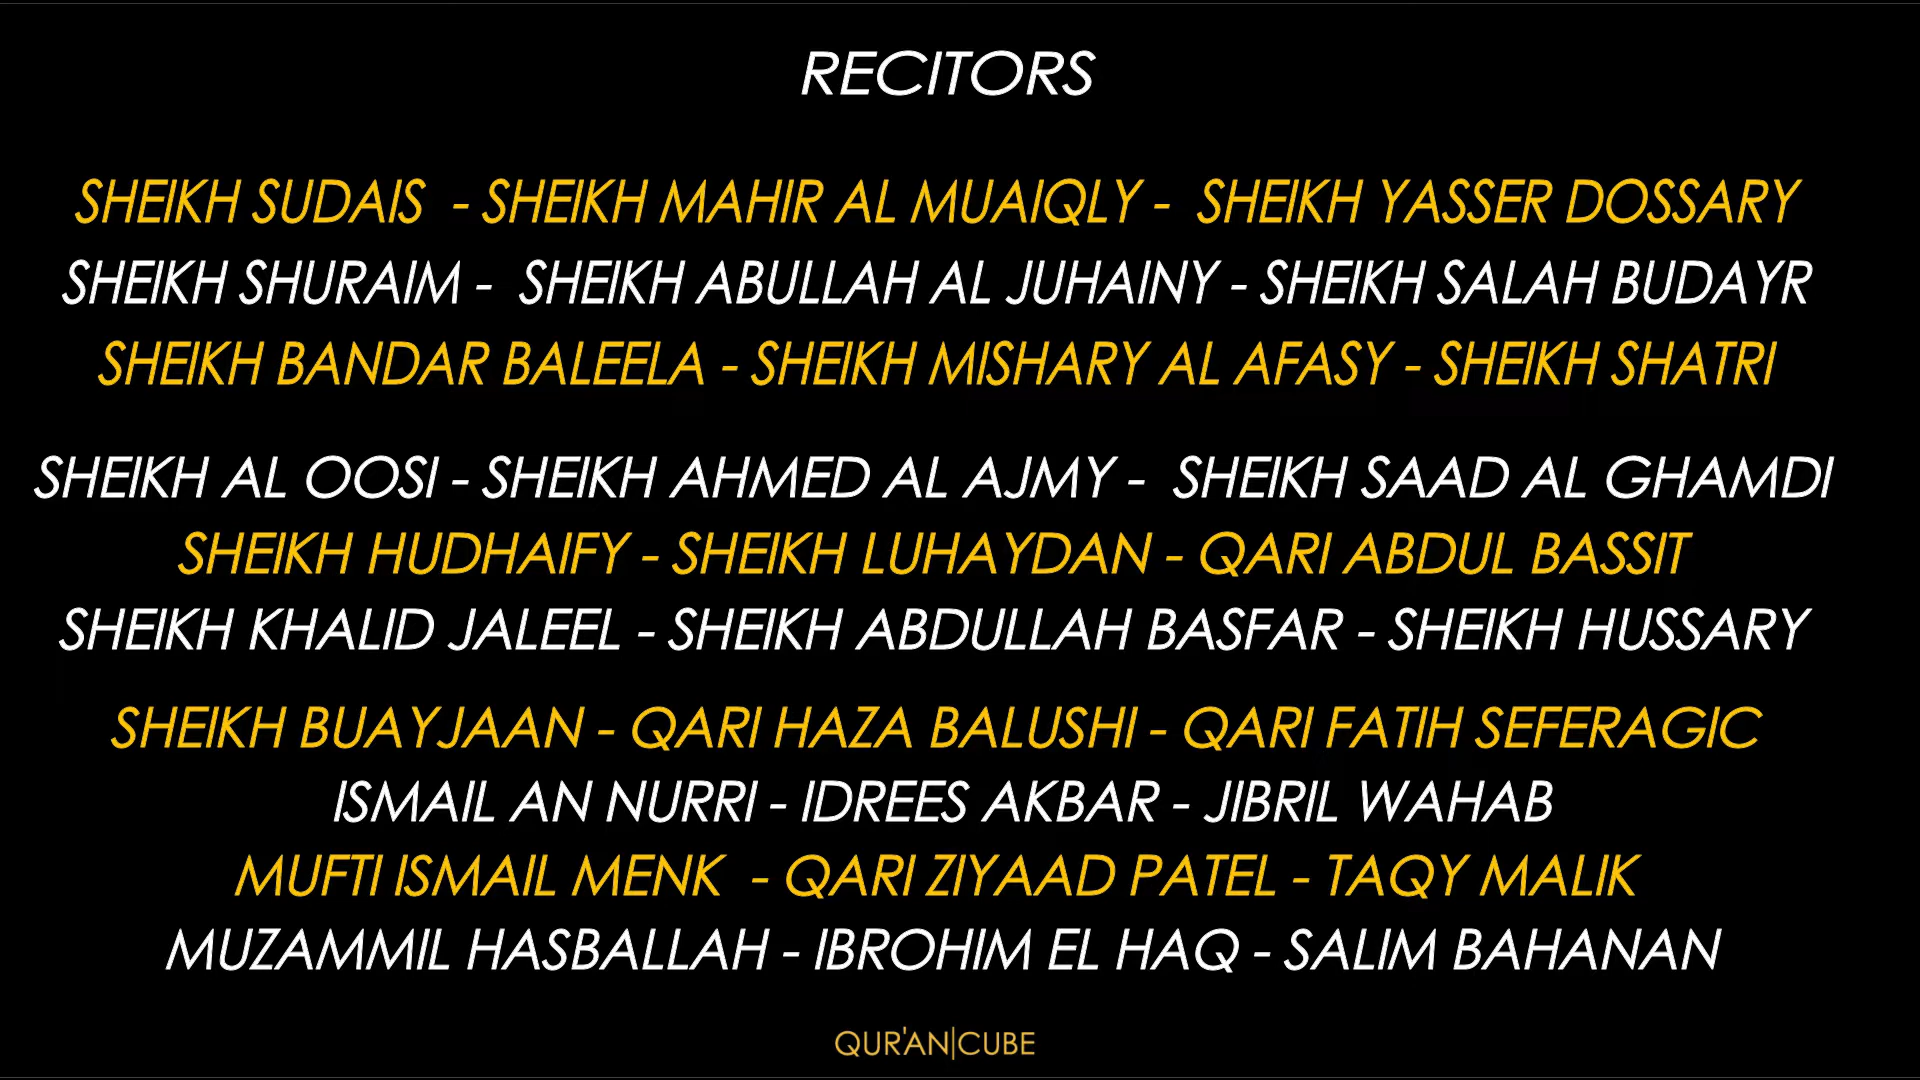 RECITORS
SHEIKH SUDAIS - SHEIKH MAHIR AL MUAIQLY - SHEIKH YASSER DOSSARY
SHEIKH SHURAIM - SHEIKH ABULLAH AL JUHAINY - SHEIKH SALAH BUDAYR
SHEIKH BANDAR BALEELA - SHEIKH MISHARY AL AFASY - SHEIKH SHATRI
SHEIKH AL OOSI - SHEIKH AHMED AL AJMY - SHEIKH SAAD AL GHAMDI
SHEIKH HUDHAIFY - SHEIKH LUHAYDAN - QARI ABDUL BASSIT
SHEIKH KHALID JALEEL - SHEIKH ABDULLAH BASFAR - SHEIKH HUSSARY
SHEIKH BUAYJAAN - QARI HAZA BALUSHI - QARI FATIH SEFERAGIC
ISMAIL AN NURRI - IDREES AKBAR - JIBRIL WAHAB
MUFTI ISMAIL MENK - QARI ZIYAAD PATEL - TAQY MALIK
MUZAMMIL HASBALLAH - IBROHIM EL HAQ - SALIM BAHANAN
QUR'AN|CUBE